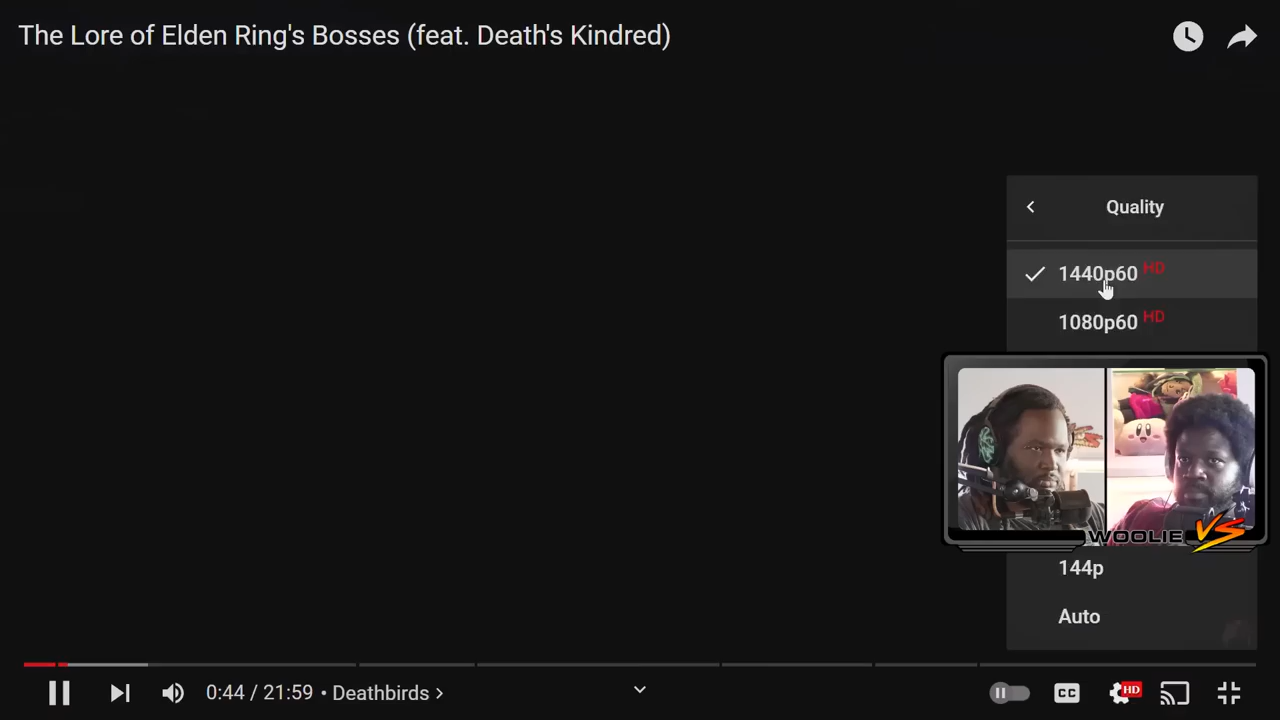 The Lore of Elden Ring's Bosses (feat. Death's Kindred)
Quality
1440p60 HD
1080p60 HD
WOOLIE VS
144p
Auto
0:44 / 21:59 • Deathbirds
CC
HD